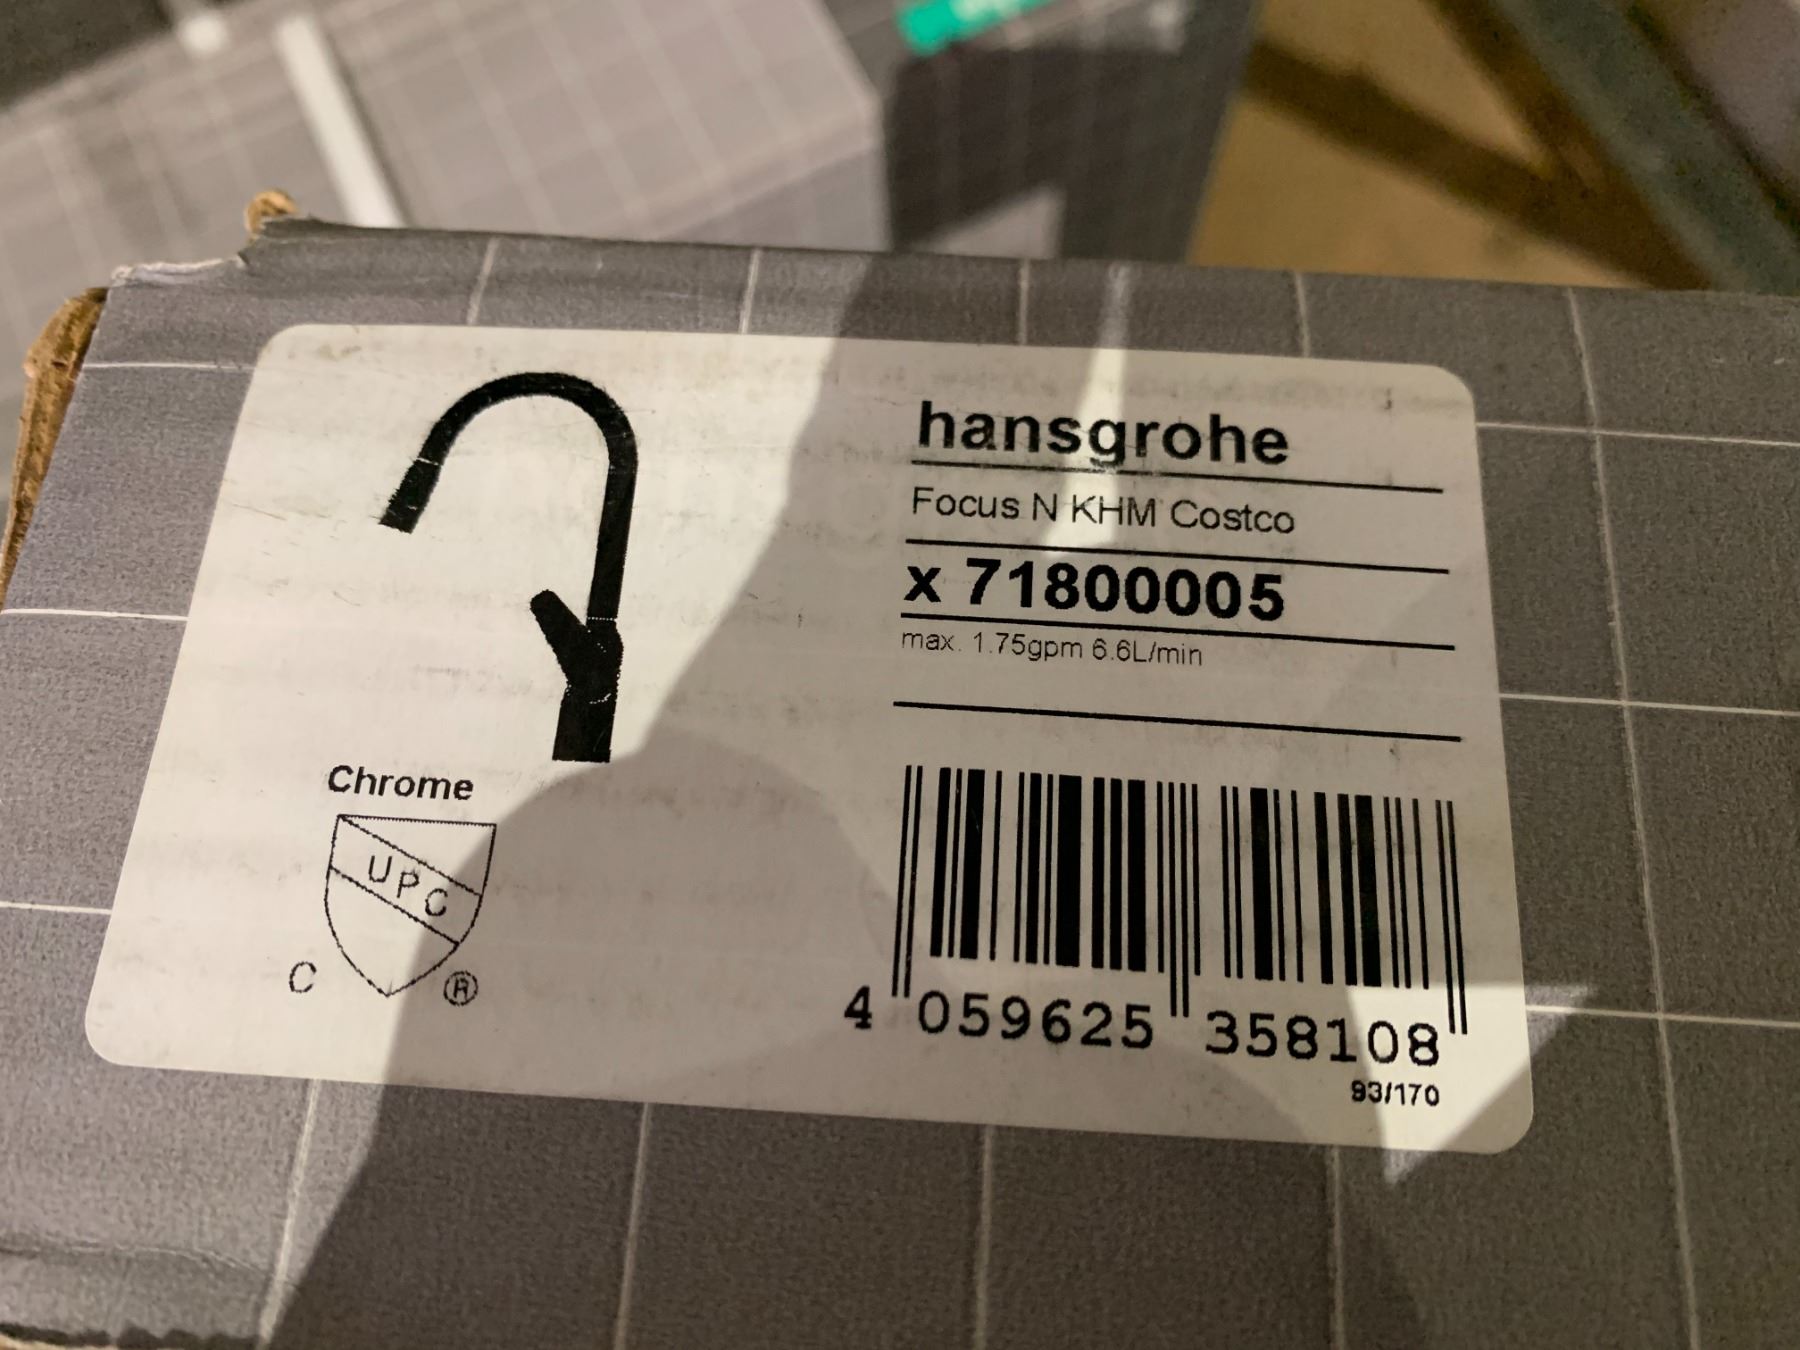 hansgrohe
Focus N KHM Costco
x 71800005
max. 1.75gpm 6.6L/min
Chrome
UPC
C ®
4 059625 358108
93/170